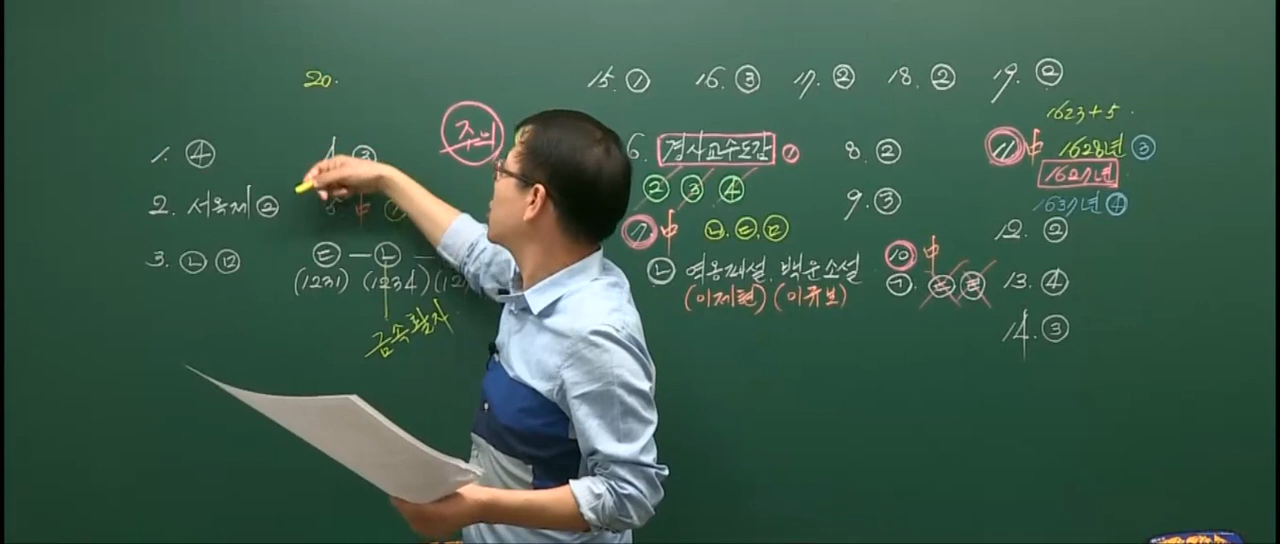 20.
15. ① 16. ③ 17. ② 18. ② 19. ②
1. ④
2. 서옥제 ②
3. ㉡ ㉣
4 ③
中
㉢ - ㉡ -
(1231) (1234)
금속활자
주의
6. 경사교수도감 ①
② ③ ④
7 中 ㉡, ㉢, ㉤
㉡ 역옹패설, 백운소설
(이제현) (이규보)
8. ②
9. ③
10 中
㉠.
1623 + 5
11 中 1628년 ③
1627년
1637년 ④
12. ②
13. ④
14. ③